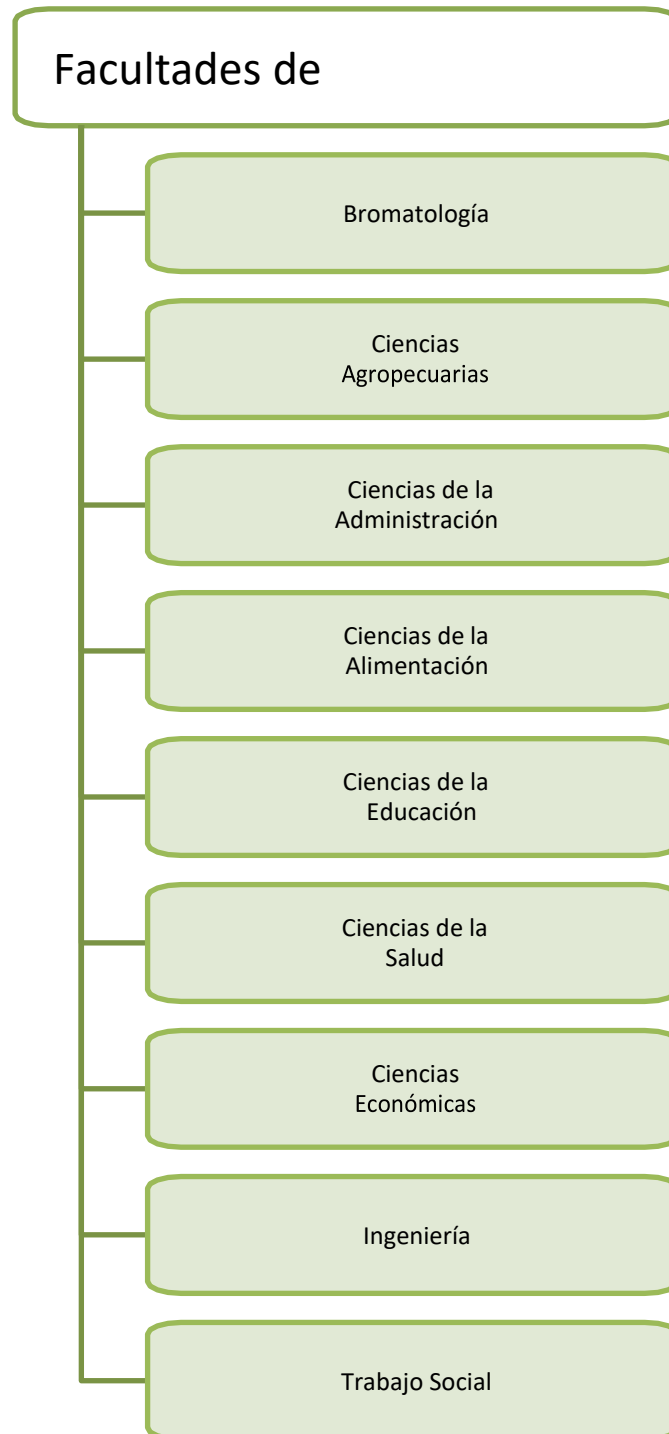 Facultades de
Bromatología
Ciencias
Agropecuarias
Ciencias de la
Administración
Ciencias de la
Alimentación
Ciencias de la
Educación
Ciencias de la
Salud
Ciencias
Económicas
Ingeniería
Trabajo Social